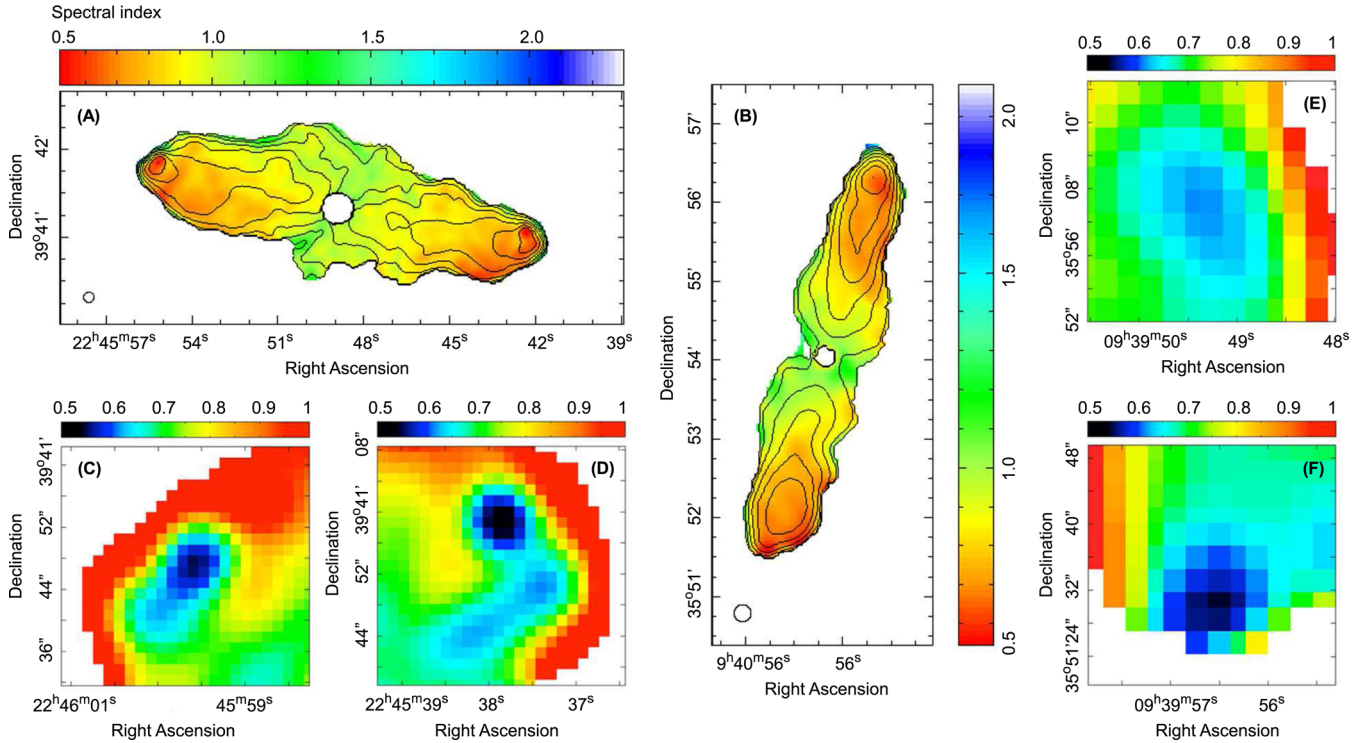 Spectral index
0.5 1.0 1.5 2.0
(A)
42'
39°41'
Declination
22ʰ45ᵐ57ˢ 54ˢ 51ˢ 48ˢ 45ˢ 42ˢ 39ˢ
Right Ascension
0.5 0.6 0.7 0.8 0.9 1
(C)
39°41'
52"
44"
36"
Declination
22ʰ46ᵐ01ˢ 45ˢ59ˢ
Right Ascension
0.5 0.6 0.7 0.8 0.9 1
(D)
08"
39°41'
52"
44"
Declination
22ʰ45ᵐ39ˢ 38ˢ 37ˢ
Right Ascension
(B)
57'
56'
55'
54'
53'
52'
35°51'
Declination
9ʰ40ᵐ56ˢ 56ˢ
Right Ascension
2.0
1.5
1.0
0.5
0.5 0.6 0.7 0.8 0.9 1
(E)
10"
08"
35°56"
52'
Declination
09ʰ39ᵐ50ˢ 49ˢ 48ˢ
Right Ascension
0.5 0.6 0.7 0.8 0.9 1
(F)
48"
40"
32"
35°51'24"
Declination
09ʰ39ᵐ57ˢ 56ˢ
Right Ascension